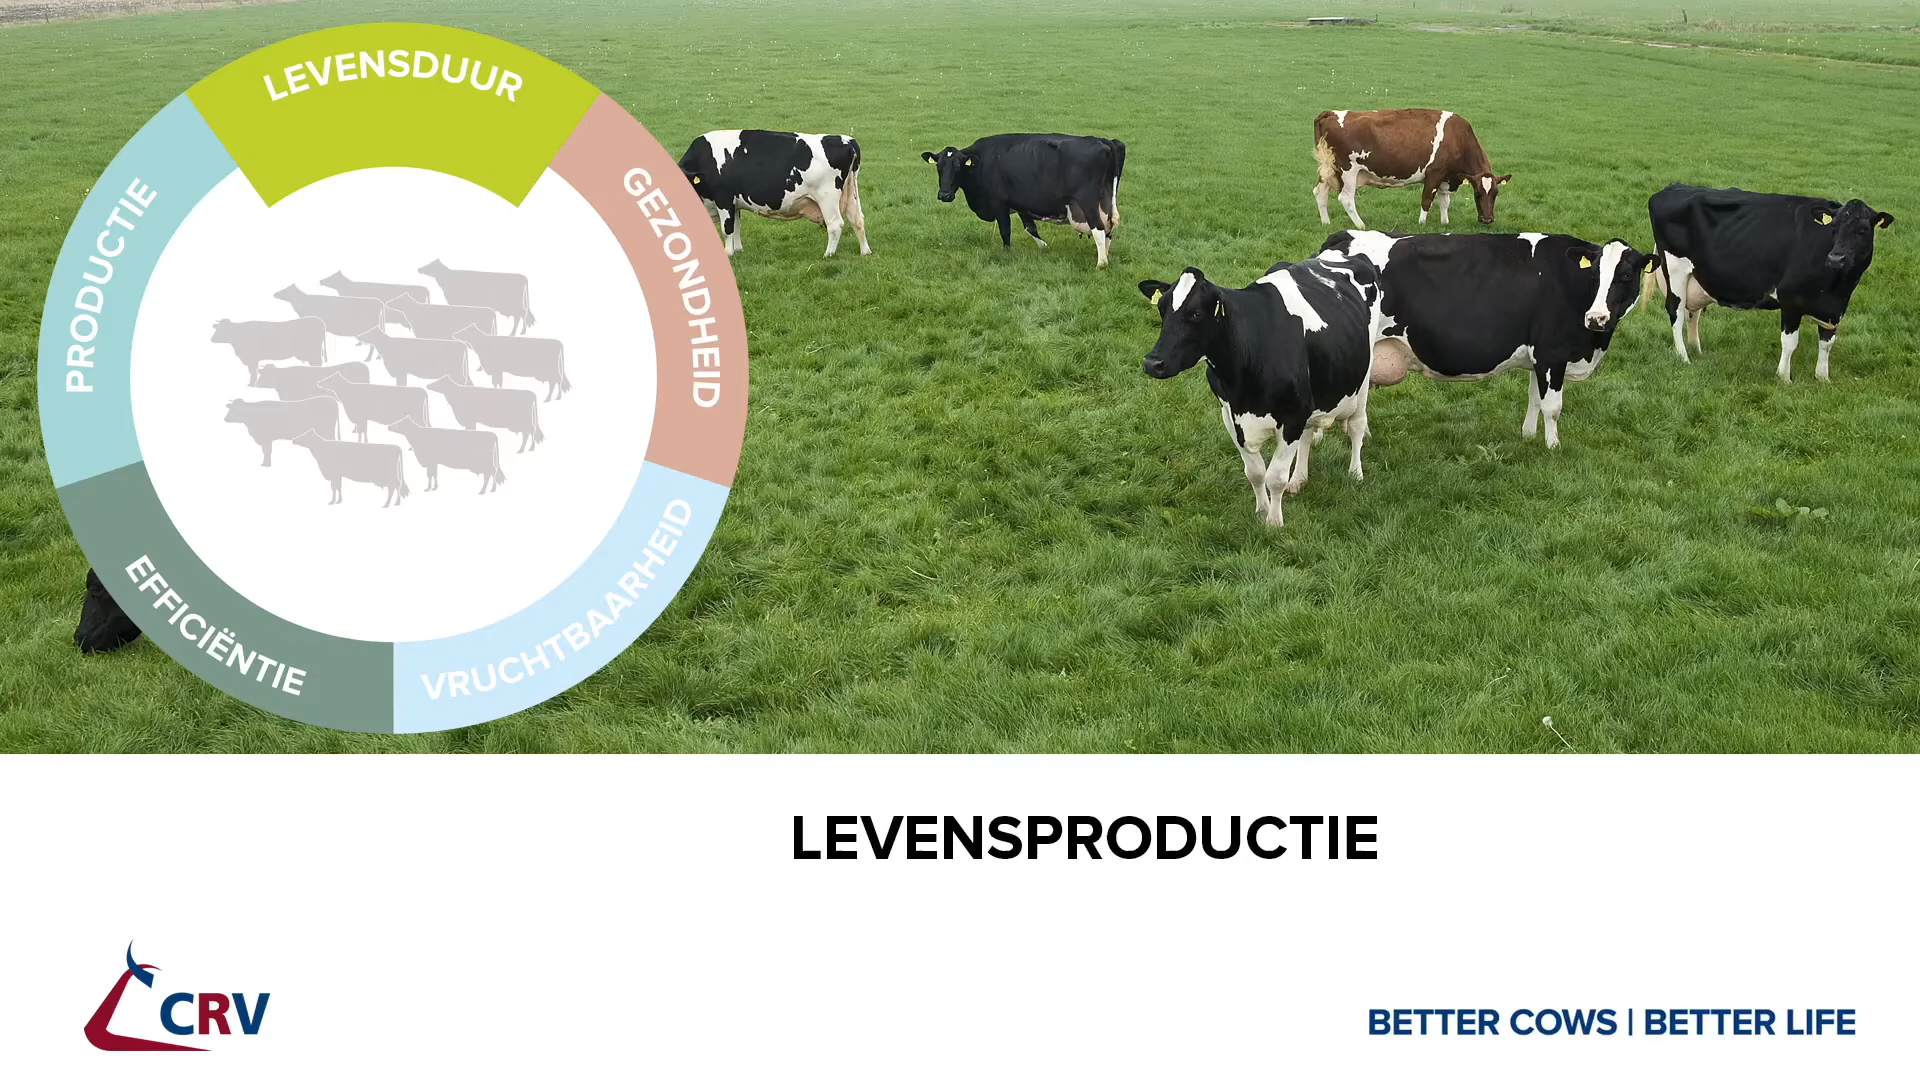 LEVENSDUUR
GEZONDHEID
VRUCHTBAARHEID
EFFICIËNTIE
PRODUCTIE
LEVENSPRODUCTIE
CRV
BETTER COWS | BETTER LIFE